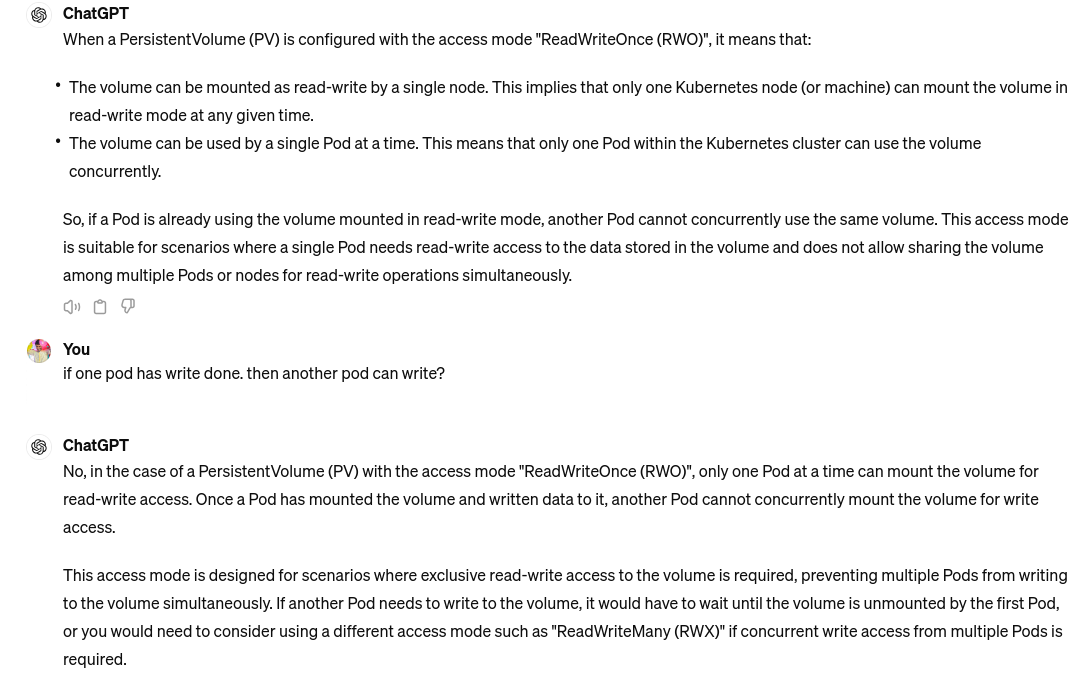 ChatGPT
When a PersistentVolume (PV) is configured with the access mode "ReadWriteOnce (RWO)", it means that:
• The volume can be mounted as read-write by a single node. This implies that only one Kubernetes node (or machine) can mount the volume in
read-write mode at any given time.
• The volume can be used by a single Pod at a time. This means that only one Pod within the Kubernetes cluster can use the volume
concurrently.
So, if a Pod is already using the volume mounted in read-write mode, another Pod cannot concurrently use the same volume. This access mode
is suitable for scenarios where a single Pod needs read-write access to the data stored in the volume and does not allow sharing the volume
among multiple Pods or nodes for read-write operations simultaneously.
You
if one pod has write done. then another pod can write?
ChatGPT
No, in the case of a PersistentVolume (PV) with the access mode "ReadWriteOnce (RWO)", only one Pod at a time can mount the volume for
read-write access. Once a Pod has mounted the volume and written data to it, another Pod cannot concurrently mount the volume for write
access.
This access mode is designed for scenarios where exclusive read-write access to the volume is required, preventing multiple Pods from writing
to the volume simultaneously. If another Pod needs to write to the volume, it would have to wait until the volume is unmounted by the first Pod,
or you would need to consider using a different access mode such as "ReadWriteMany (RWX)" if concurrent write access from multiple Pods is
required.